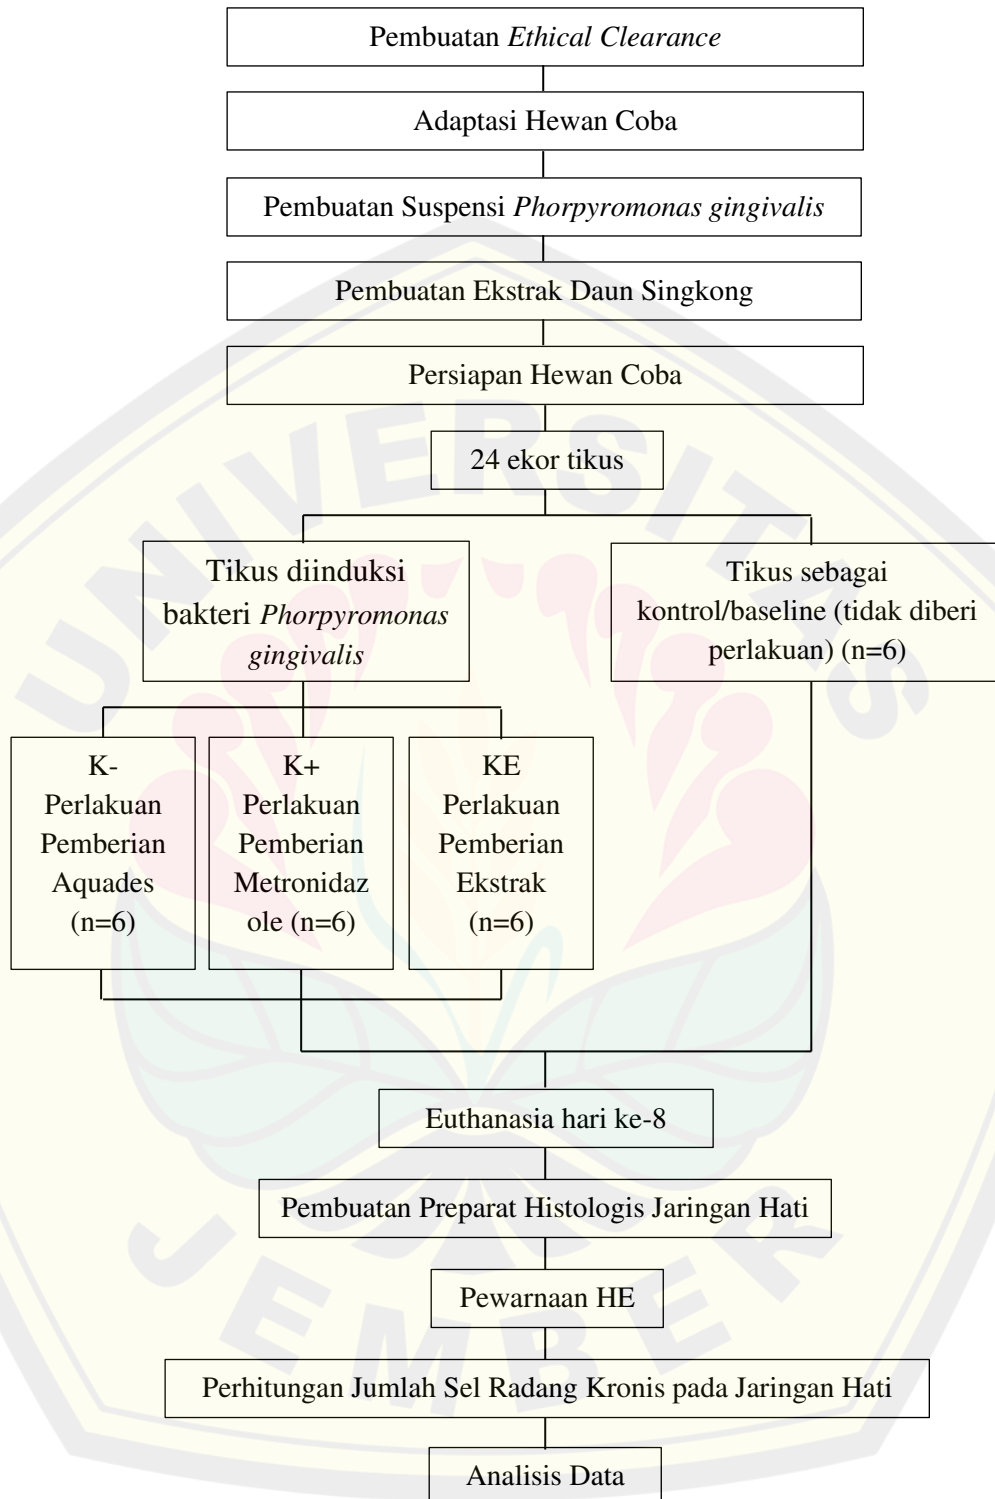 Pembuatan Ethical Clearance
Adaptasi Hewan Coba
Pembuatan Suspensi Phorpyromonas gingivalis
Pembuatan Ekstrak Daun Singkong
Persiapan Hewan Coba
24 ekor tikus
Tikus diinduksi
bakteri Phorpyromonas
gingivalis
Tikus sebagai
kontrol/baseline (tidak diberi
perlakuan) (n=6)
K-
Perlakuan
Pemberian
Aquades
(n=6)
K+
Perlakuan
Pemberian
Metronidaz
ole (n=6)
KE
Perlakuan
Pemberian
Ekstrak
(n=6)
Euthanasia hari ke-8
Pembuatan Preparat Histologis Jaringan Hati
Pewarnaan HE
Perhitungan Jumlah Sel Radang Kronis pada Jaringan Hati
Analisis Data
UNIVERSITAS
JEMBER